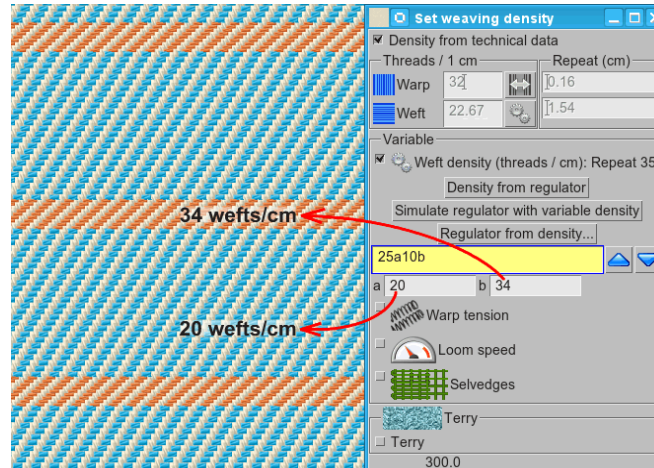 Set weaving density
Density from technical data
Threads / 1 cm
Repeat (cm)
Warp 32 0.16
Weft 22.67 1.54
Variable
Weft density (threads / cm): Repeat 35
Density from regulator
Simulate regulator with variable density
Regulator from density...
25a10b
a 20 b 34
Warp tension
Loom speed
Selvedges
Terry
Terry
300.0
34 wefts/cm
20 wefts/cm